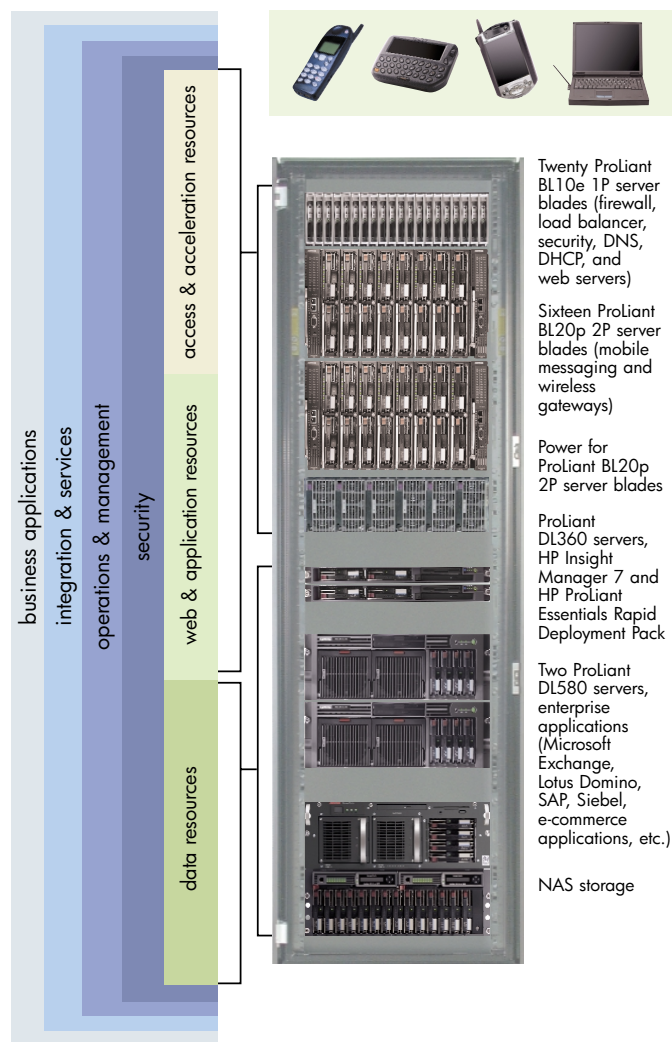 business applications
integration & services
operations & management
security
access & acceleration resources
web & application resources
data resources
Twenty ProLiant
BL10e 1P server
blades (firewall,
load balancer,
security, DNS,
DHCP, and
web servers)
Sixteen ProLiant
BL20p 2P server
blades (mobile
messaging and
wireless
gateways)
Power for
ProLiant BL20p
2P server blades
ProLiant
DL360 servers,
HP Insight
Manager 7 and
HP ProLiant
Essentials Rapid
Deployment Pack
Two ProLiant
DL580 servers,
enterprise
applications
(Microsoft
Exchange,
Lotus Domino,
SAP, Siebel,
e-commerce
applications, etc.)
NAS storage